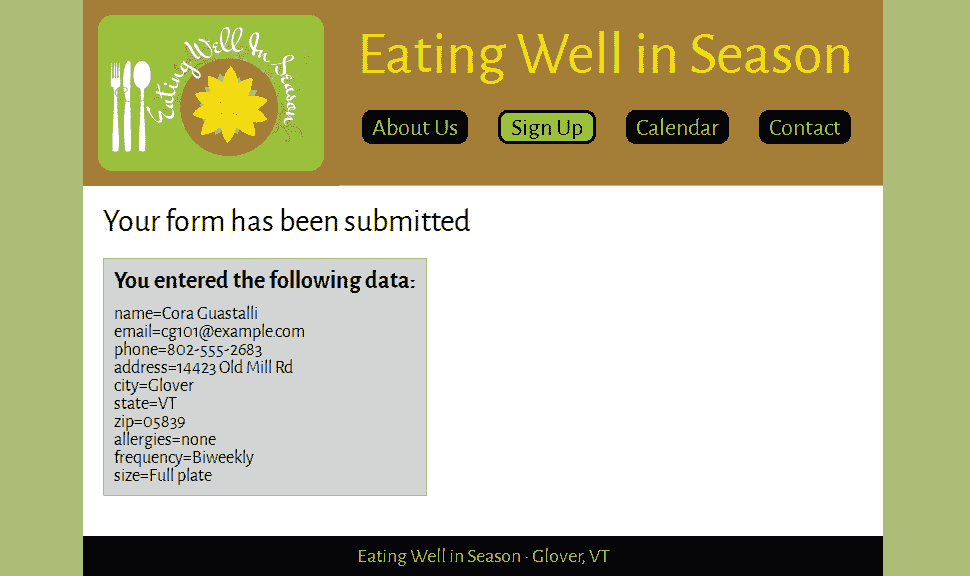 Eating Well In Season
Eating Well in Season
About Us
Sign Up
Calendar
Contact
Your form has been submitted
You entered the following data:
name=Cora Guastalli
email=cg101@example.com
phone=802-555-2683
address=14423 Old Mill Rd
city=Glover
state=VT
zip=05839
allergies=none
frequency=Biweekly
size=Full plate
Eating Well in Season · Glover, VT